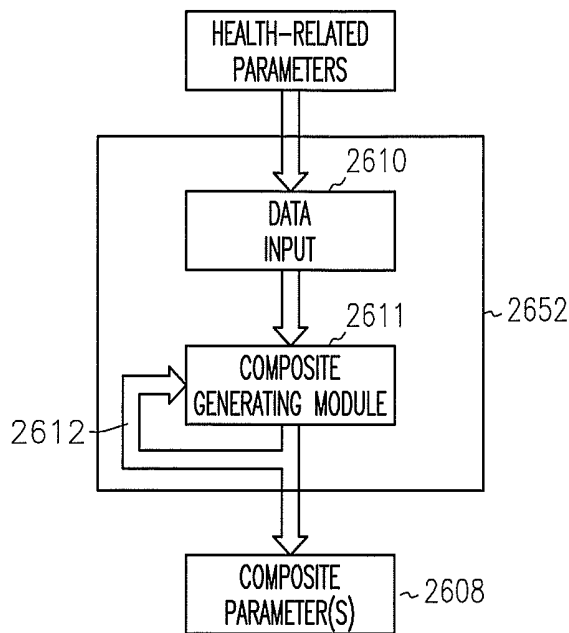 HEALTH-RELATED
PARAMETERS
2610
DATA
INPUT
2611
2652
COMPOSITE
GENERATING MODULE
2612
COMPOSITE
PARAMETER(S)
2608